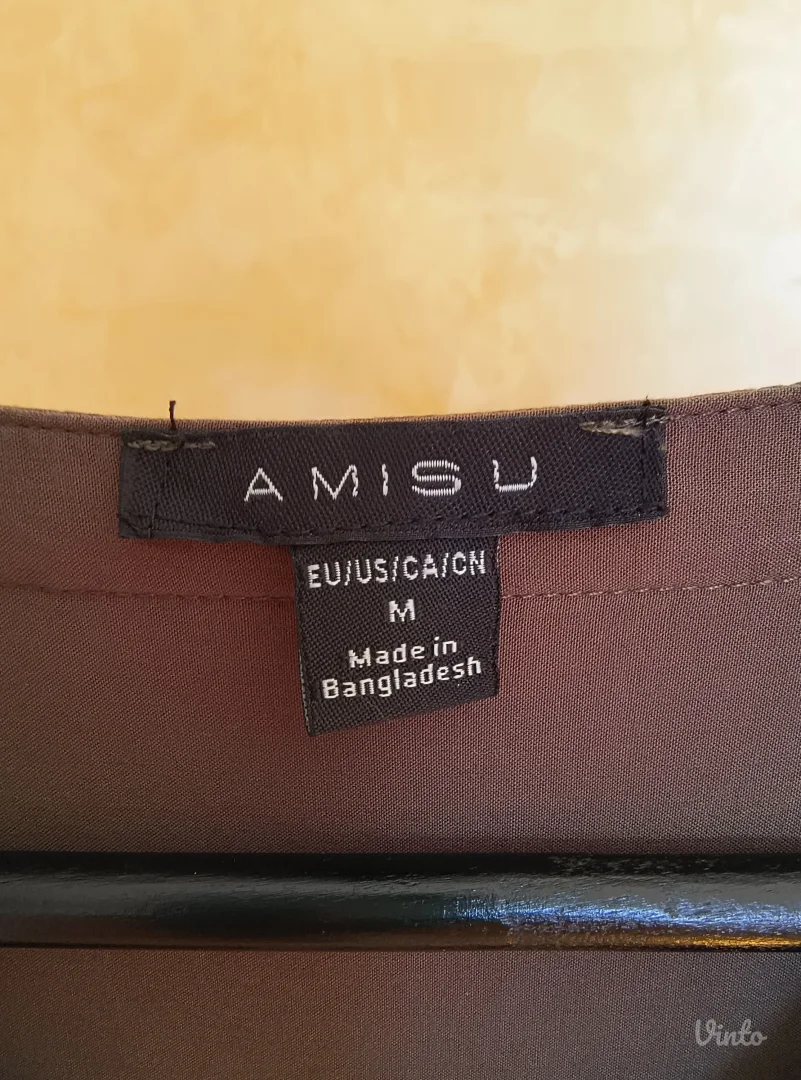 AMISU
EU/US/CA/CN
M
Made in
Bangladesh
Vinto